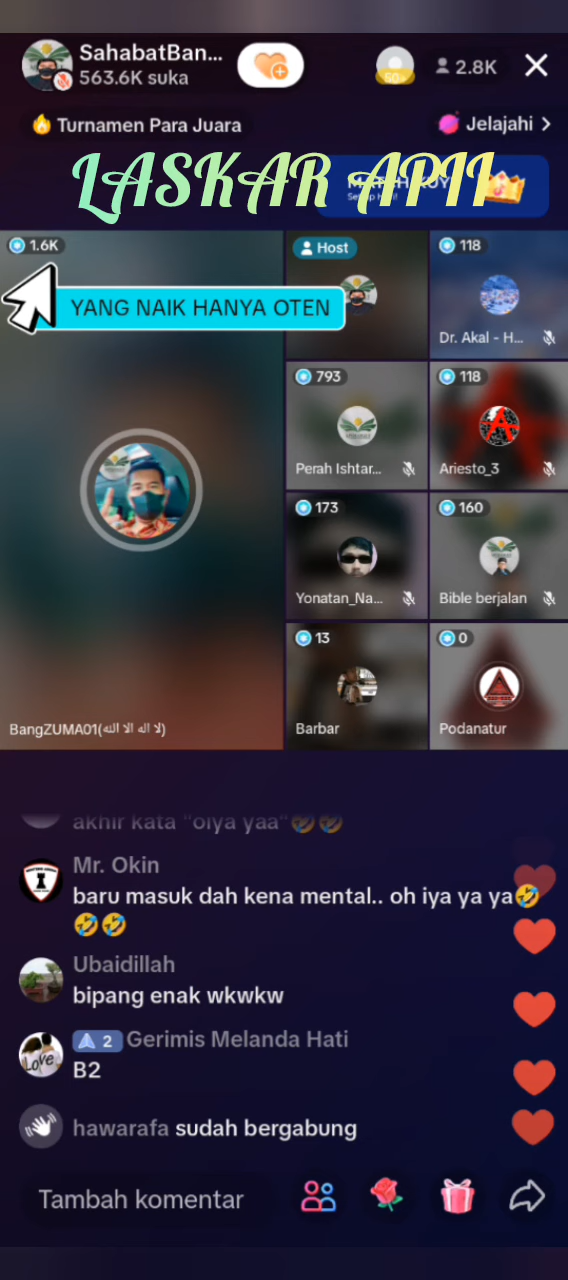 SahabatBan...
563.6K suka
50+
2.8K
Turnamen Para Juara
Jelajahi
LASKAR APII
1.6K
Host
118
YANG NAIK HANYA OTEN
Dr. Akal - H...
793
118
Perah Ishtar...
Ariesto_3
173
160
Yonatan_Na...
Bible berjalan
13
0
BangZUMA01(لا اله الا الله)
Barbar
Podanatur
akhir kata "oiya yaa"🤣🤣
Mr. Okin
baru masuk dah kena mental.. oh iya ya ya🤣
🤣🤣
Ubaidillah
bipang enak wkwkw
2 Gerimis Melanda Hati
B2
Love
hawarafa sudah bergabung
Tambah komentar